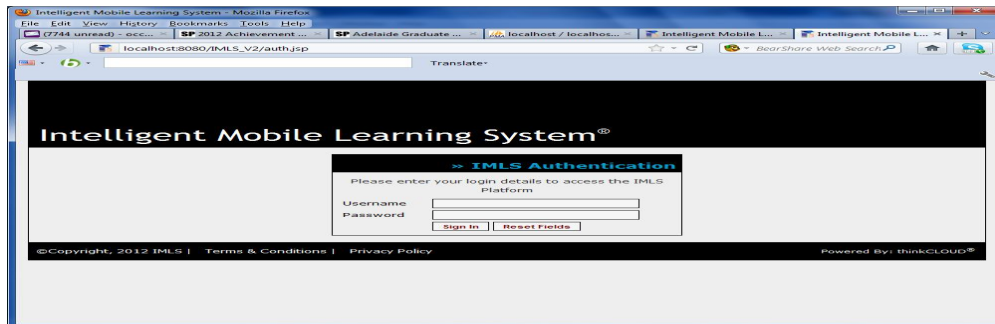 Intelligent Mobile Learning System - Mozilla Firefox
File Edit View History Bookmarks Tools Help
(7744 unread) - occ... SP 2012 Achievement ... SP Adelaide Graduate ... localhost / localhos... Intelligent Mobile L... Intelligent Mobile L...
localhost:8080/IMLS_V2/auth.jsp BearShare Web Search
Translate
Intelligent Mobile Learning System®
» IMLS Authentication
Please enter your login details to access the IMLS
Platform
Username
Password
Sign In Reset Fields
©Copyright, 2012 IMLS | Terms & Conditions | Privacy Policy Powered By: thinkCLOUD®